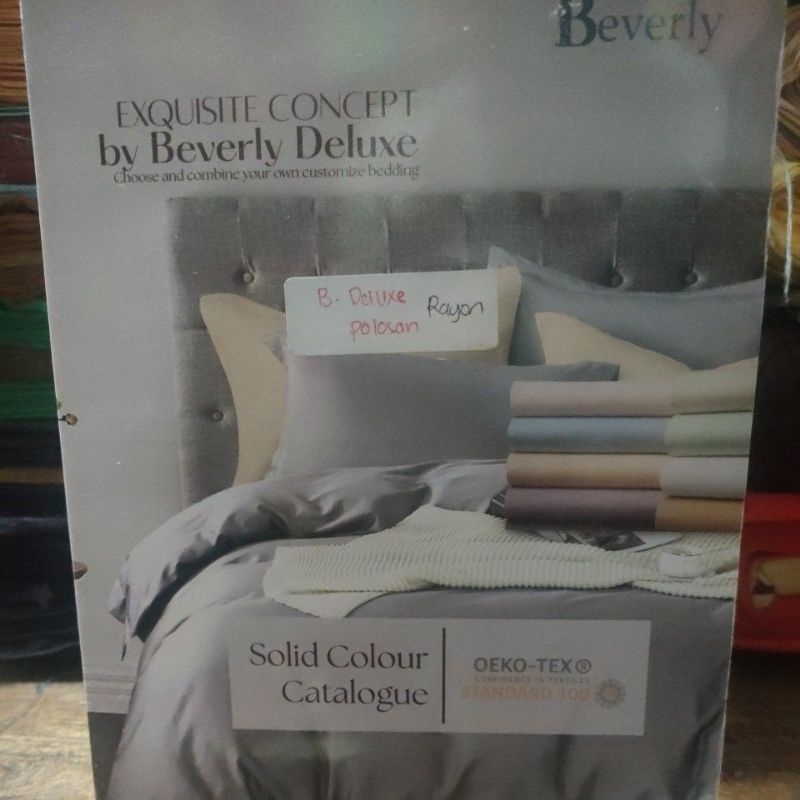 Beverly
EXQUISITE CONCEPT
by Beverly Deluxe
Choose and combine your own customize bedding
B. Deluxe Rayon
Polosan
Solid Colour
Catalogue
OEKO-TEX®
CONFIDENCE IN TEXTILES
STANDARD 100